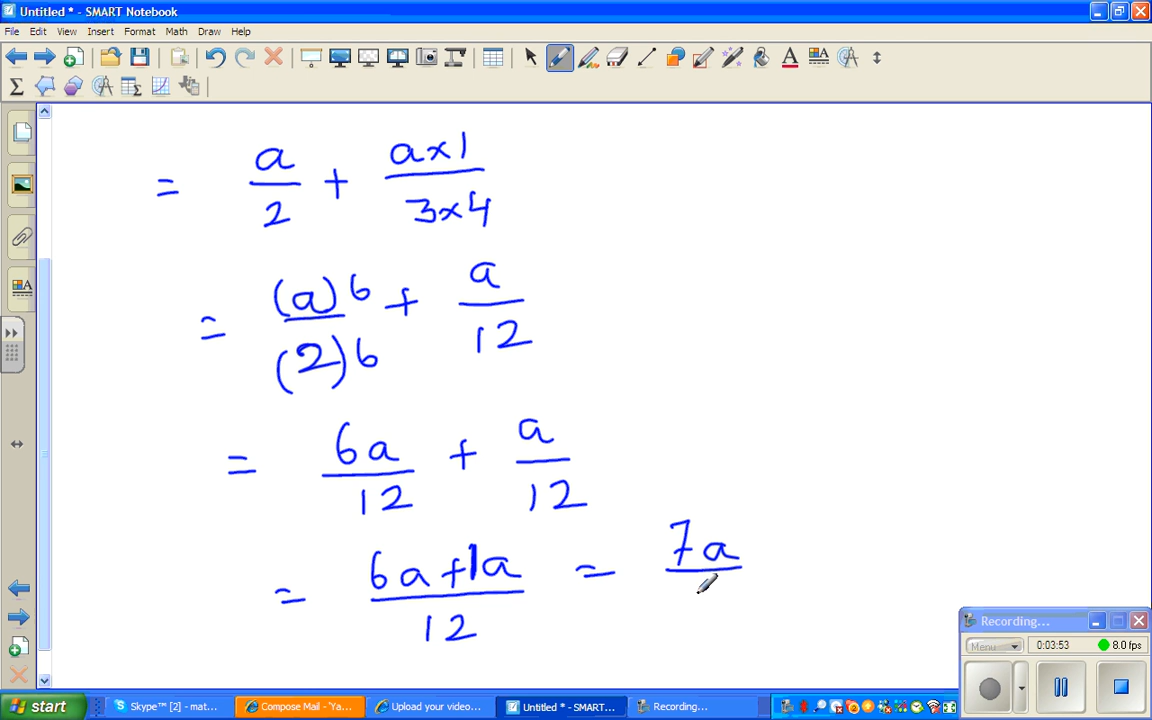 Untitled * - SMART Notebook
File Edit View Insert Format Math Draw Help
= a/2 + a×1/3×4
= (a)6/(2)6 + a/12
= 6a/12 + a/12
= 6a+1a/12 = 7a/
Recording...
Menu 0:03:53 8.0 fps
start Skype™ [2] - mat... Compose Mail - 'Ya... Upload your video... Untitled * - SMART... Recording...